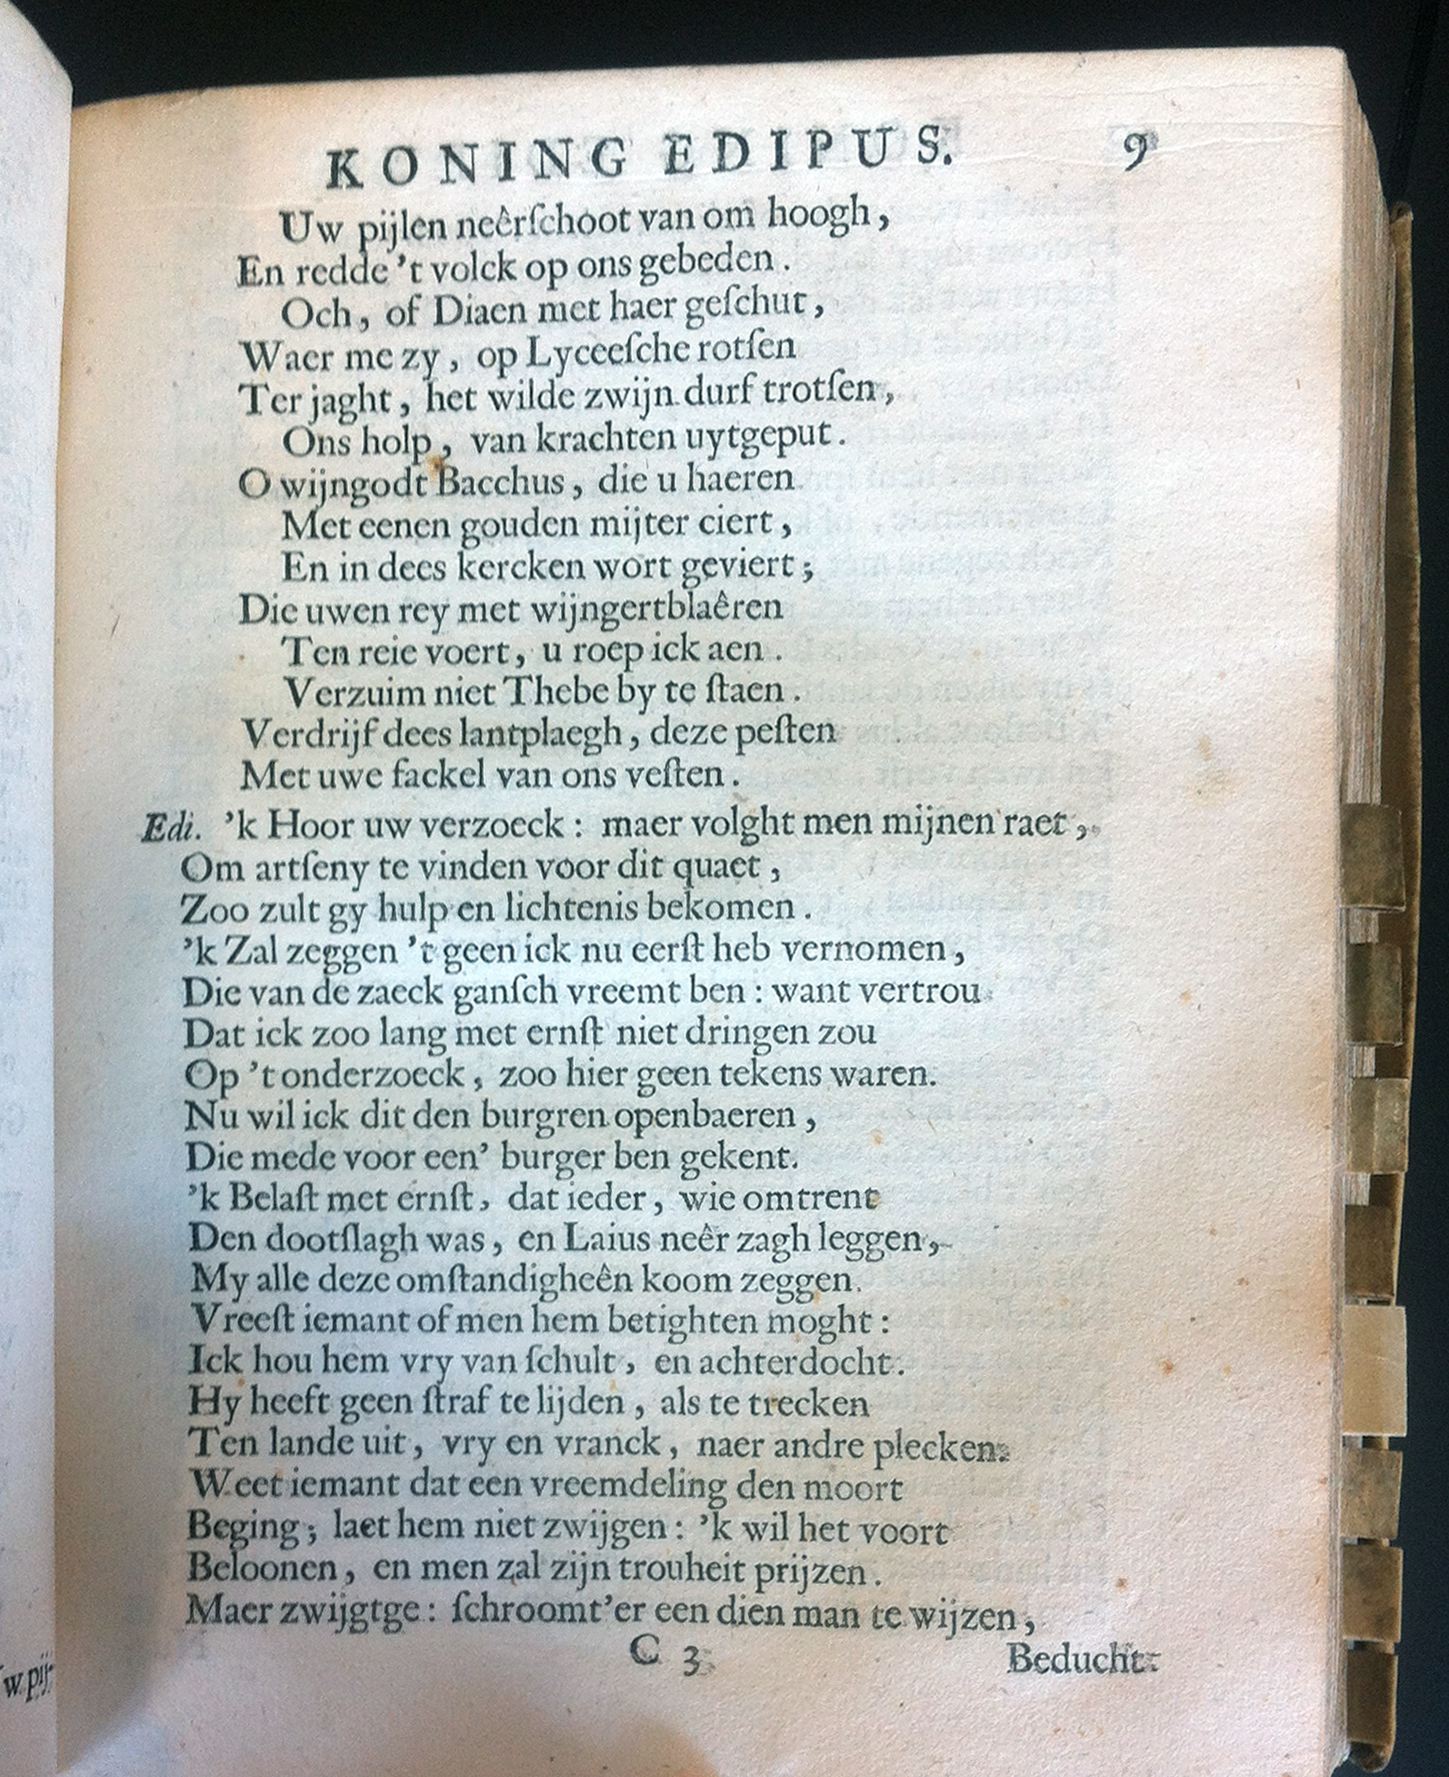 KONING EDIPUS. 9
Uw pijlen neêrſchoot van om hoogh,
En redde 't volck op ons gebeden.
Och, of Diaen met haer geſchut,
Waer me zy, op Lyceeſche rotſen
Ter jaght, het wilde zwijn durf trotſen,
Ons holp, van krachten uytgeput.
O wijngodt Bacchus, die u haeren
Met eenen gouden mijter ciert,
En in dees kercken wort geviert;
Die uwen rey met wijngertblaêren
Ten reie voert, u roep ick aen.
Verzuim niet Thebe by te ſtaen.
Verdrijf dees lantplaegh, deze peſten
Met uwe fackel van ons veſten.
Edi. 'k Hoor uw verzoeck: maer volght men mijnen raet,
Om artſeny te vinden voor dit quaet,
Zoo zult gy hulp en lichtenis bekomen.
'k Zal zeggen 't geen ick nu eerſt heb vernomen,
Die van de zaeck ganſch vreemt ben: want vertrou
Dat ick zoo lang met ernſt niet dringen zou
Op 't onderzoeck, zoo hier geen tekens waren.
Nu wil ick dit den burgren openbaeren,
Die mede voor een' burger ben gekent.
'k Belaſt met ernſt, dat ieder, wie omtrent
Den dootſlagh was, en Laius neêr zagh leggen,
My alle deze omſtandigheên koom zeggen.
Vreeſt iemant of men hem betighten moght:
Ick hou hem vry van ſchult, en achterdocht.
Hy heeft geen ſtraf te lijden, als te trecken
Ten lande uit, vry en vranck, naer andre plecken.
Weet iemant dat een vreemdeling den moort
Beging; laet hem niet zwijgen: 'k wil het voort
Beloonen, en men zal zijn trouheit prijzen.
Maer zwijgtge: ſchroomt'er een dien man te wijzen,
C 3 Beducht
w pij-